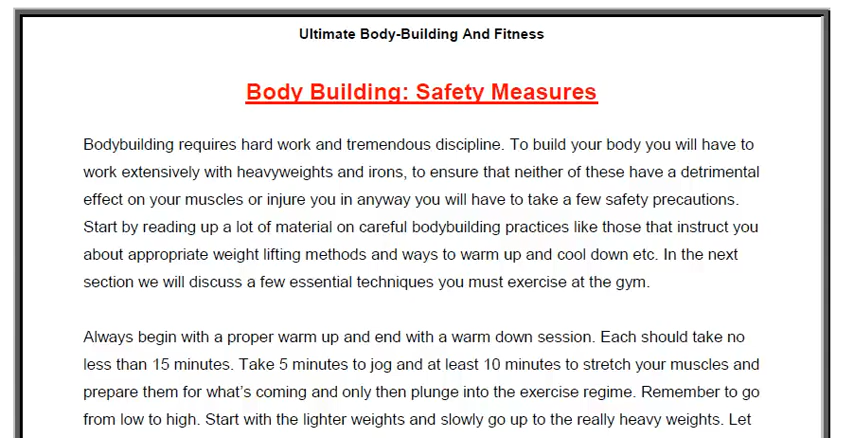 Ultimate Body-Building And Fitness
Body Building: Safety Measures
Bodybuilding requires hard work and tremendous discipline. To build your body you will have to
work extensively with heavyweights and irons, to ensure that neither of these have a detrimental
effect on your muscles or injure you in anyway you will have to take a few safety precautions.
Start by reading up a lot of material on careful bodybuilding practices like those that instruct you
about appropriate weight lifting methods and ways to warm up and cool down etc. In the next
section we will discuss a few essential techniques you must exercise at the gym.
Always begin with a proper warm up and end with a warm down session. Each should take no
less than 15 minutes. Take 5 minutes to jog and at least 10 minutes to stretch your muscles and
prepare them for what’s coming and only then plunge into the exercise regime. Remember to go
from low to high. Start with the lighter weights and slowly go up to the really heavy weights. Let